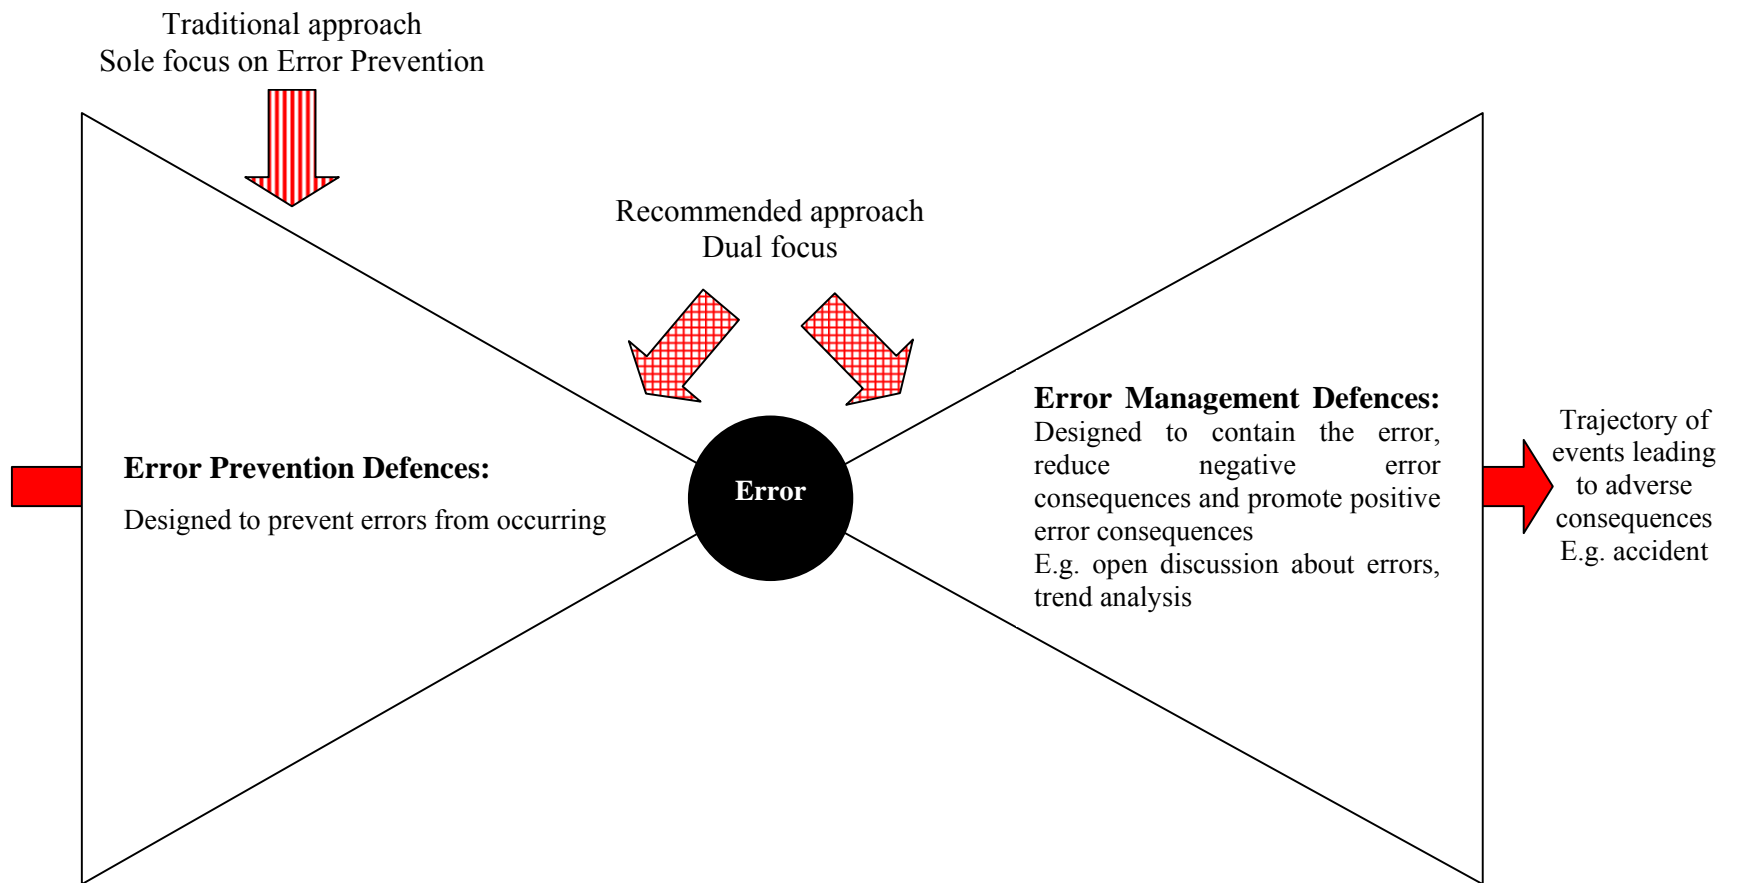 Traditional approach
Sole focus on Error Prevention
Recommended approach
Dual focus
Error Prevention Defences:
Designed to prevent errors from occurring
Error
Error Management Defences:
Designed to contain the error,
reduce negative error
consequences and promote positive
error consequences
E.g. open discussion about errors,
trend analysis
Trajectory of
events leading
to adverse
consequences
E.g. accident